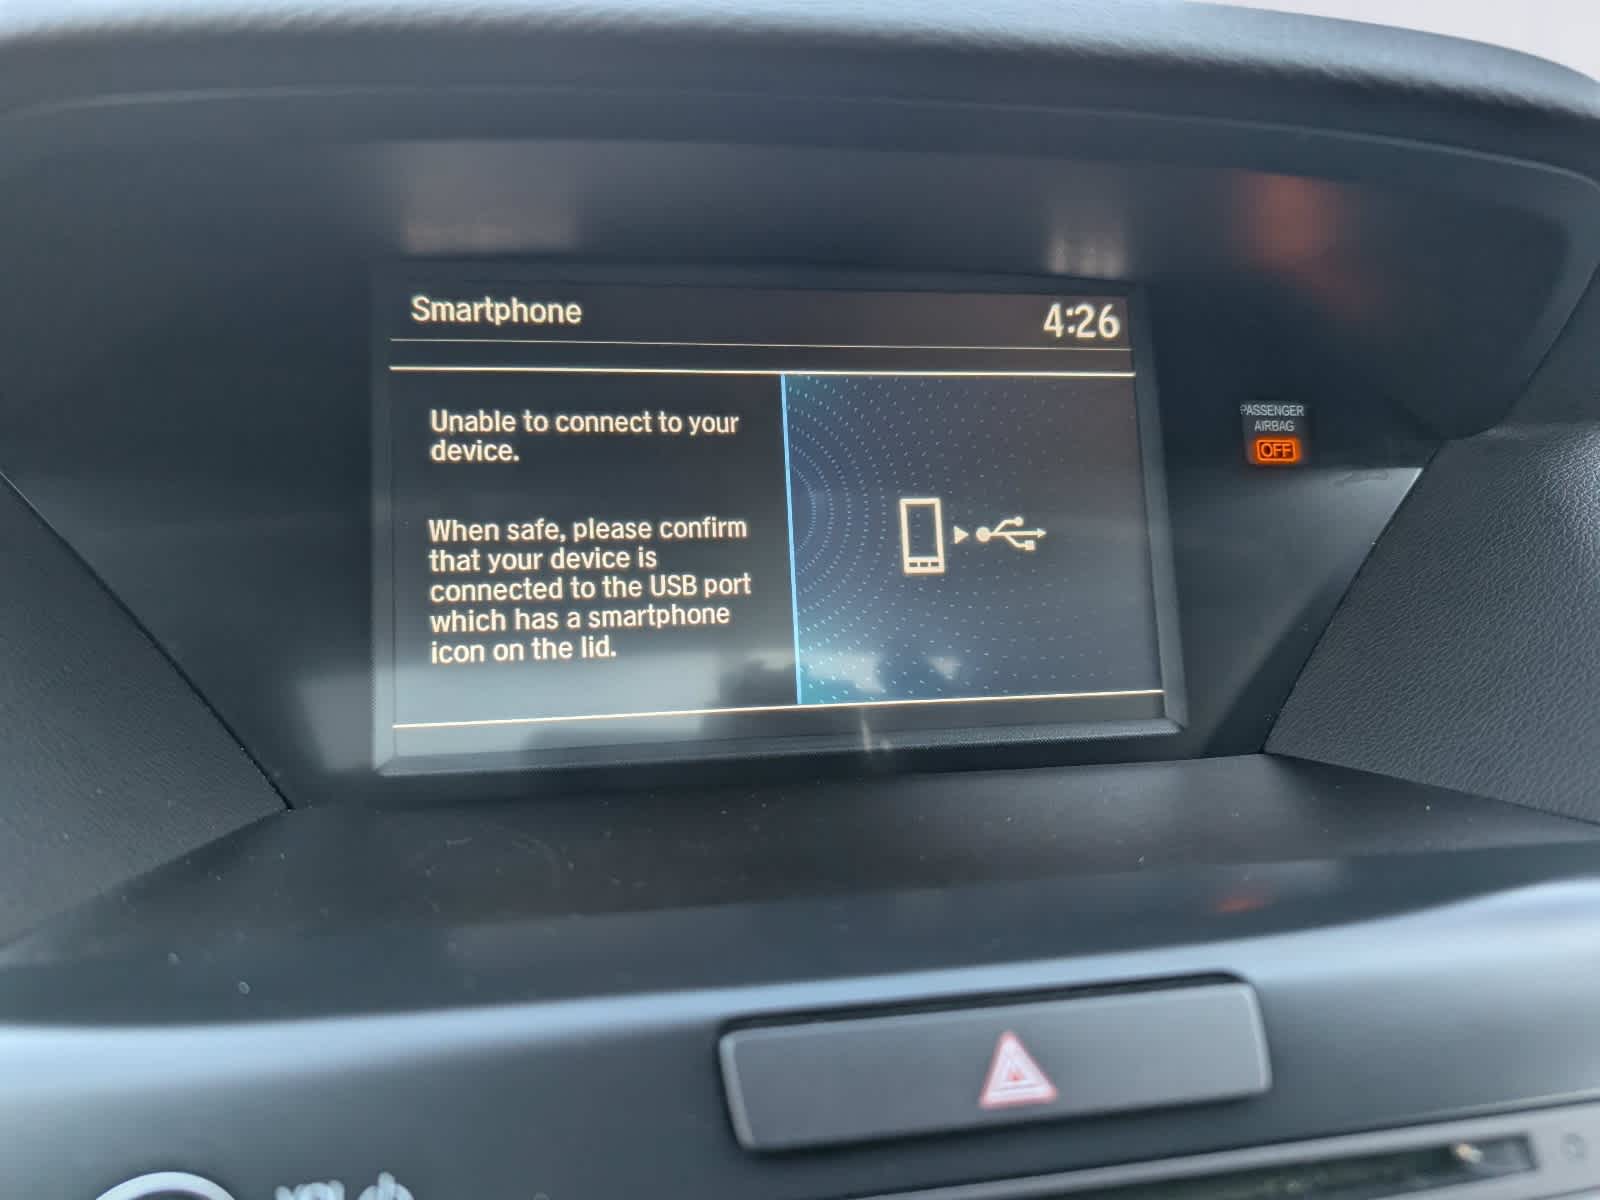 Smartphone
4:26
Unable to connect to your
device.
When safe, please confirm
that your device is
connected to the USB port
which has a smartphone
icon on the lid.
PASSENGER
AIRBAG
OFF
VOL